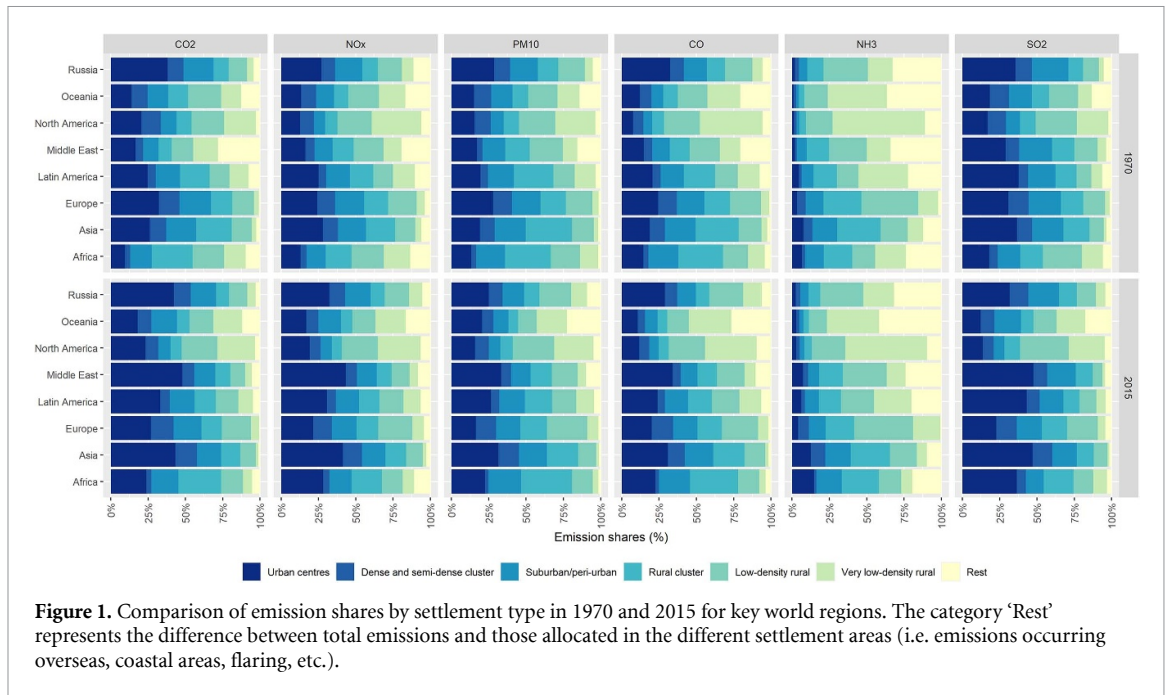 CO2 NOx PM10 CO NH3 SO2
Russia
Oceania
North America
Middle East
Latin America
Europe
Asia
Africa
1970
Russia
Oceania
North America
Middle East
Latin America
Europe
Asia
Africa
2015
0% 25% 50% 75% 100% 0% 25% 50% 75% 100% 0% 25% 50% 75% 100% 0% 25% 50% 75% 100% 0% 25% 50% 75% 100% 0% 25% 50% 75% 100%
Emission shares (%)
Urban centres Dense and semi-dense cluster Suburban/peri-urban Rural cluster Low-density rural Very low-density rural Rest
Figure 1. Comparison of emission shares by settlement type in 1970 and 2015 for key world regions. The category ‘Rest’
represents the difference between total emissions and those allocated in the different settlement areas (i.e. emissions occurring
overseas, coastal areas, flaring, etc.).